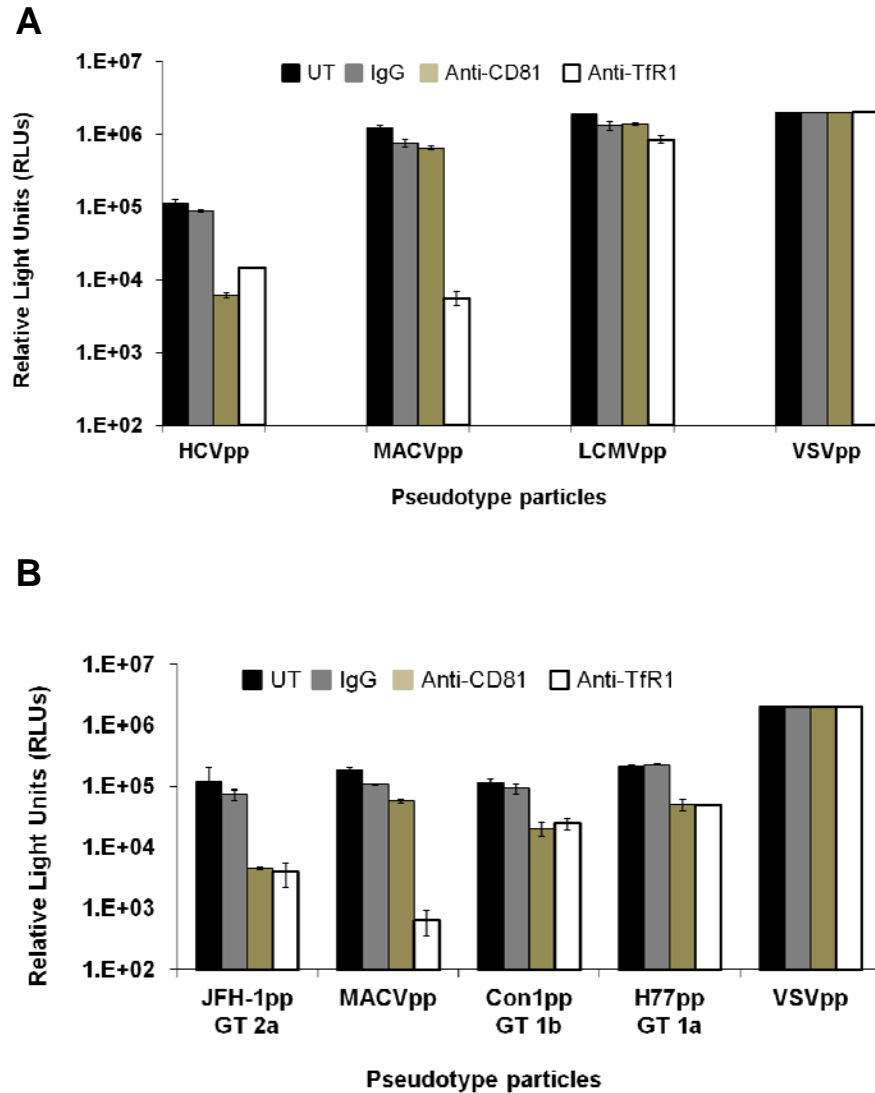 A
1.E+07
UT IgG Anti-CD81 Anti-TfR1
1.E+06
1.E+05
1.E+04
1.E+03
1.E+02
Relative Light Units (RLUs)
HCVpp MACVpp LCMVpp VSVpp
Pseudotype particles
B
1.E+07
UT IgG Anti-CD81 Anti-TfR1
1.E+06
1.E+05
1.E+04
1.E+03
1.E+02
Relative Light Units (RLUs)
JFH-1pp MACVpp Con1pp H77pp VSVpp
GT 2a GT 1b GT 1a
Pseudotype particles